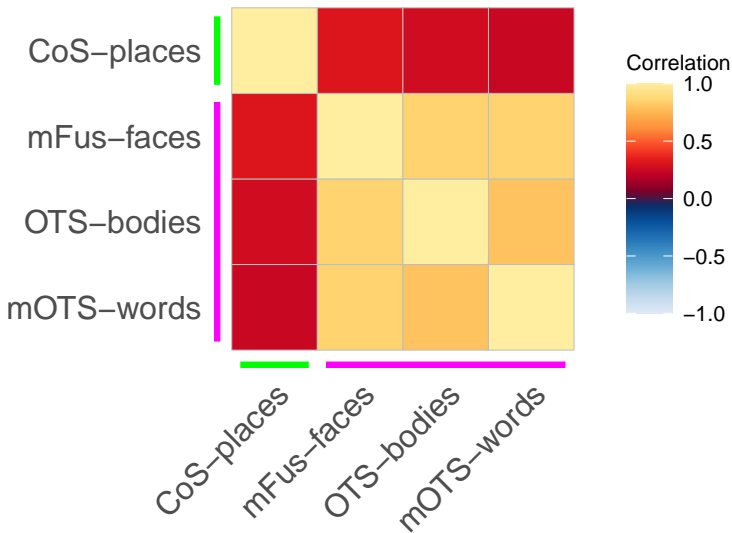 CoS−places
mFus−faces
OTS−bodies
mOTS−words
Correlation
1.0
0.5
0.0
−0.5
−1.0
CoS−places
mFus−faces
OTS−bodies
mOTS−words